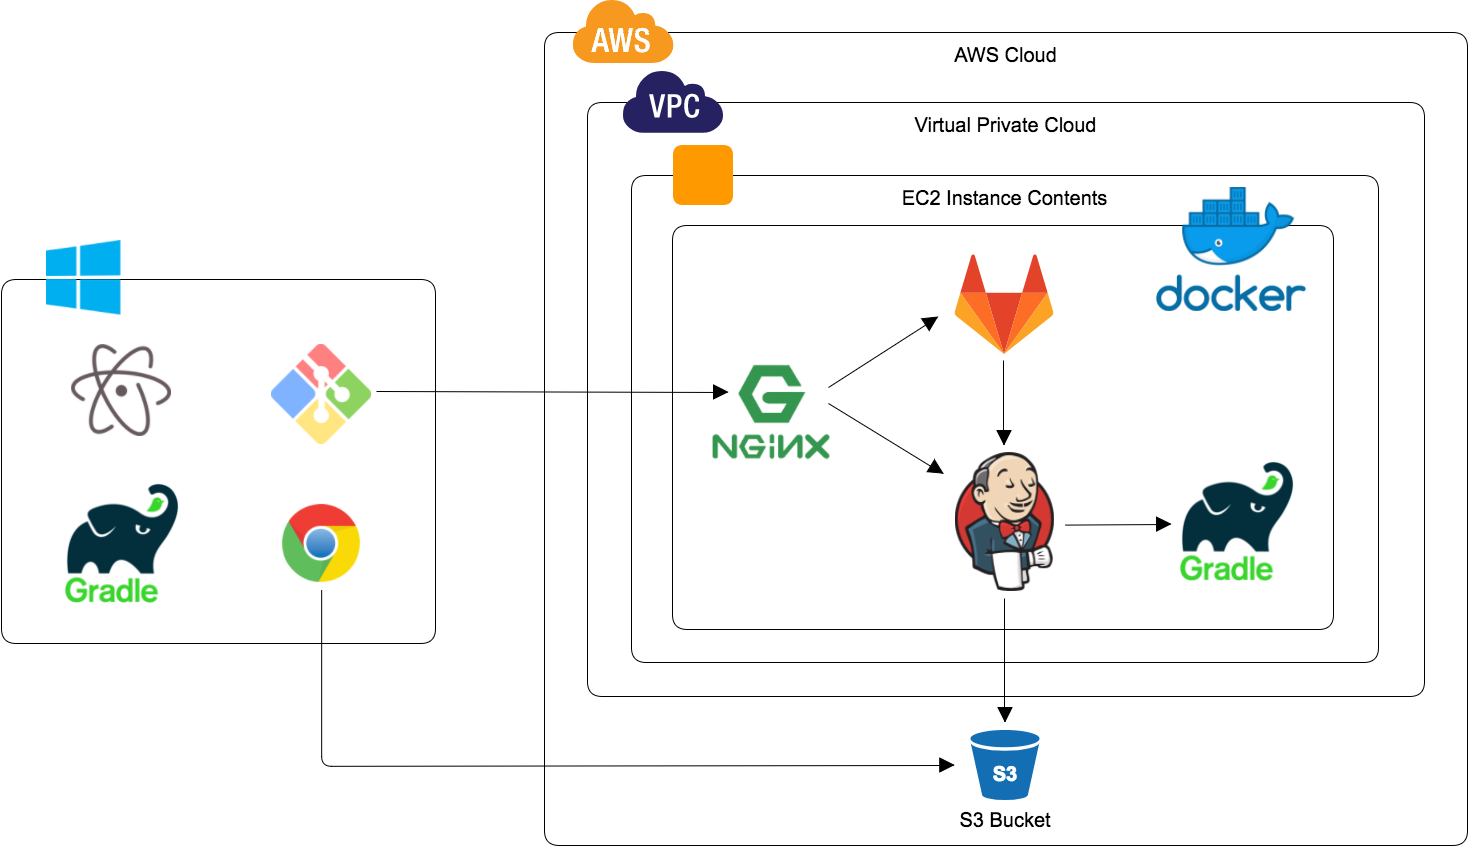 AWS
AWS Cloud
VPC
Virtual Private Cloud
EC2 Instance Contents
docker
NGiNX
Gradle
Gradle
S3
S3 Bucket